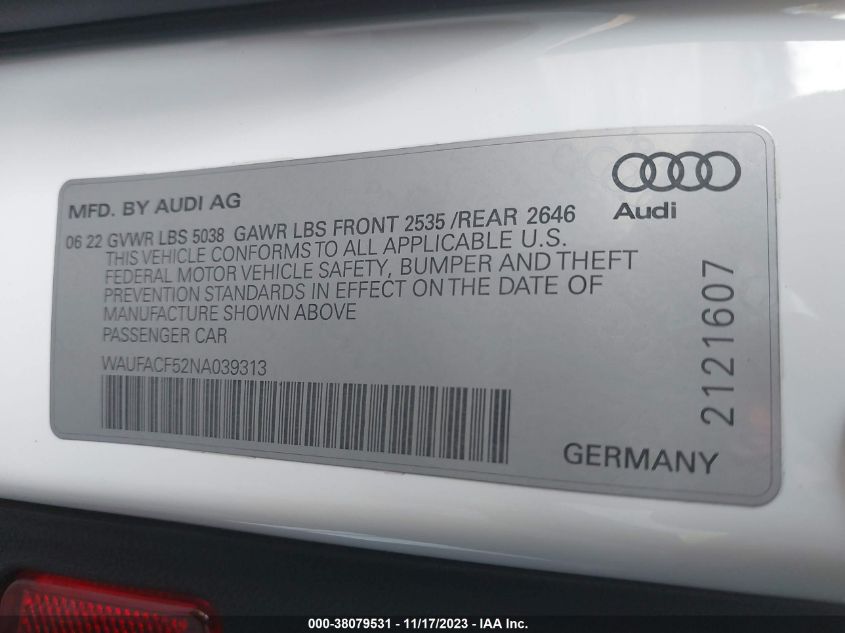 MFD. BY AUDI AG
Audi
06 22 GVWR LBS 5038 GAWR LBS FRONT 2535 /REAR 2646
THIS VEHICLE CONFORMS TO ALL APPLICABLE U.S.
FEDERAL MOTOR VEHICLE SAFETY, BUMPER AND THEFT
PREVENTION STANDARDS IN EFFECT ON THE DATE OF
MANUFACTURE SHOWN ABOVE
PASSENGER CAR
WAUFACF52NA039313
2121607
GERMANY
000-38079531 - 11/17/2023 - IAA Inc.